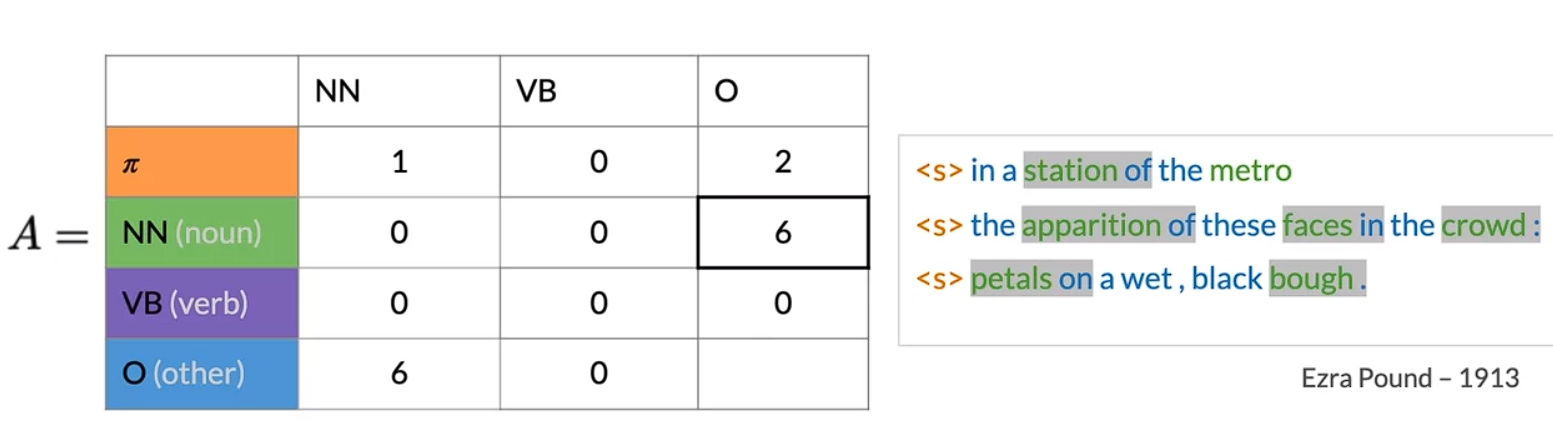 NN VB O
π 1 0 2
A = NN (noun) 0 0 6
VB (verb) 0 0 0
O (other) 6 0
<s> in a station of the metro
<s> the apparition of these faces in the crowd :
<s> petals on a wet , black bough .
Ezra Pound – 1913